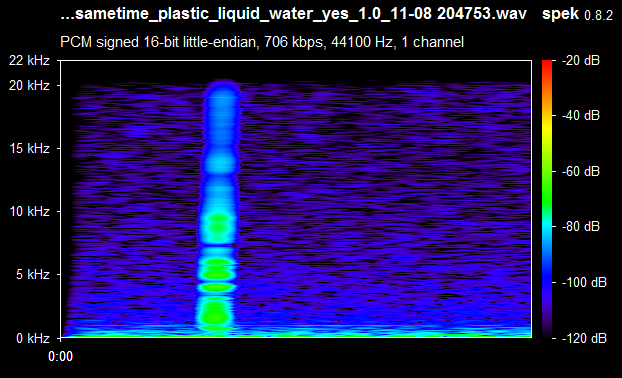 ...sametime_plastic_liquid_water_yes_1.0_11-08 204753.wav spek 0.8.2
PCM signed 16-bit little-endian, 706 kbps, 44100 Hz, 1 channel
22 kHz
20 kHz
15 kHz
10 kHz
5 kHz
0 kHz
0:00
-20 dB
-40 dB
-60 dB
-80 dB
-100 dB
-120 dB